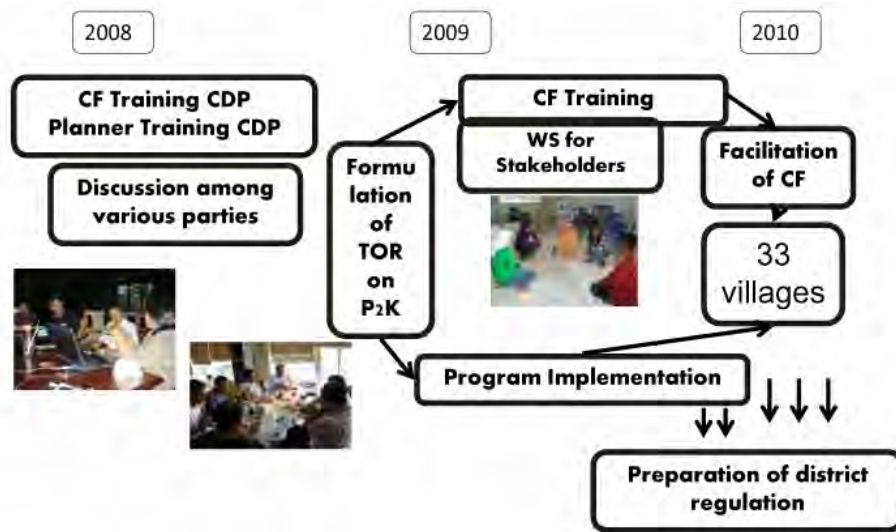 2008
2009
2010
CF Training CDP
Planner Training CDP
Discussion among
various parties
Formu
lation
of
TOR
on
P2K
CF Training
WS for
Stakeholders
Facilitation
of CF
33
villages
Program Implementation
Preparation of district
regulation